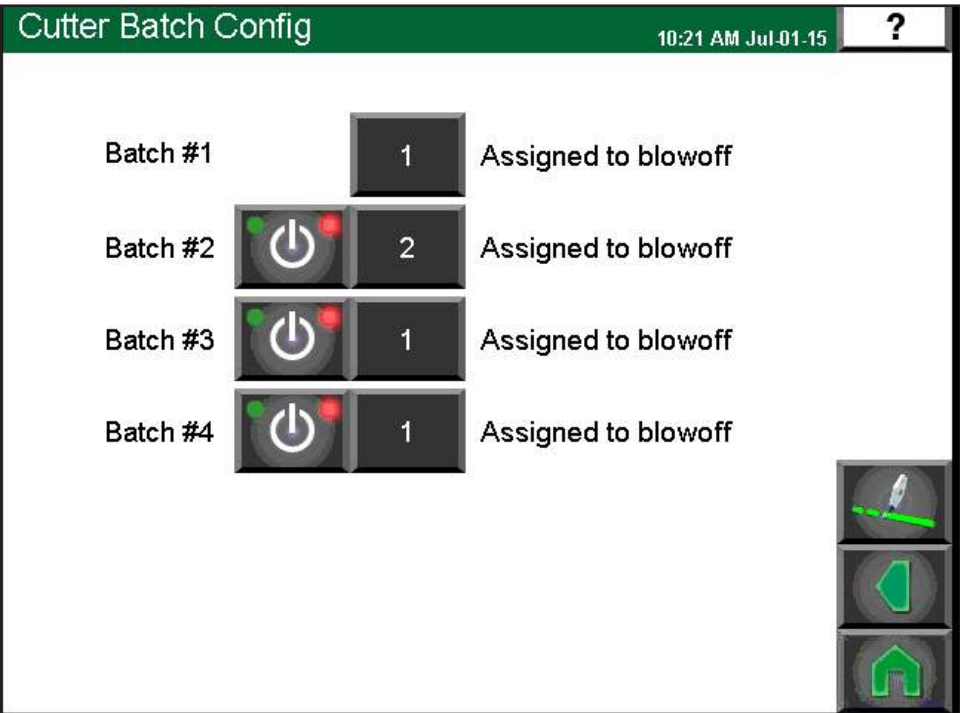 Cutter Batch Config 10:21 AM Jul-01-15 ?
Batch #1 1 Assigned to blowoff
Batch #2 2 Assigned to blowoff
Batch #3 1 Assigned to blowoff
Batch #4 1 Assigned to blowoff